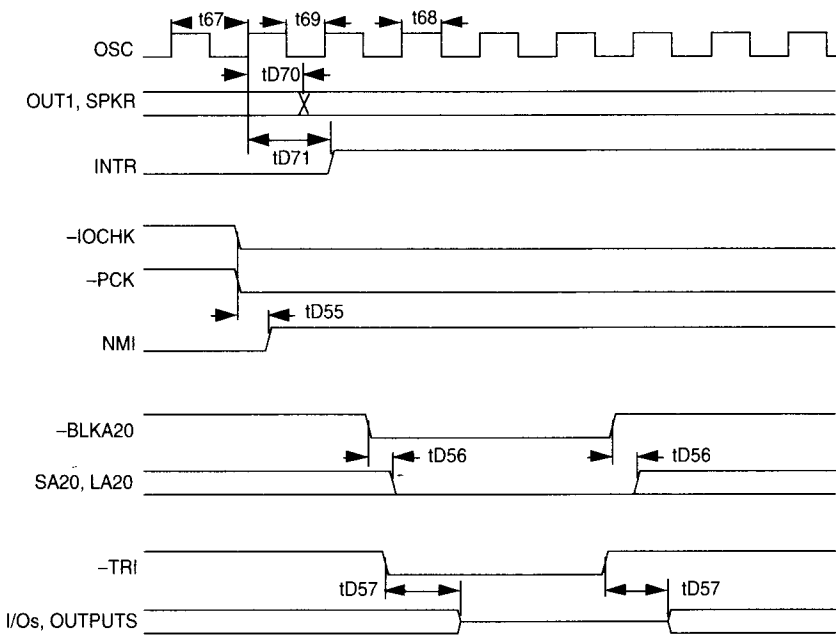 t67
t69
t68
OSC
tD70
OUT1, SPKR
tD71
INTR
–IOCHK
–PCK
tD55
NMI
–BLKA20
tD56
tD56
SA20, LA20
–TRI
tD57
tD57
I/Os, OUTPUTS